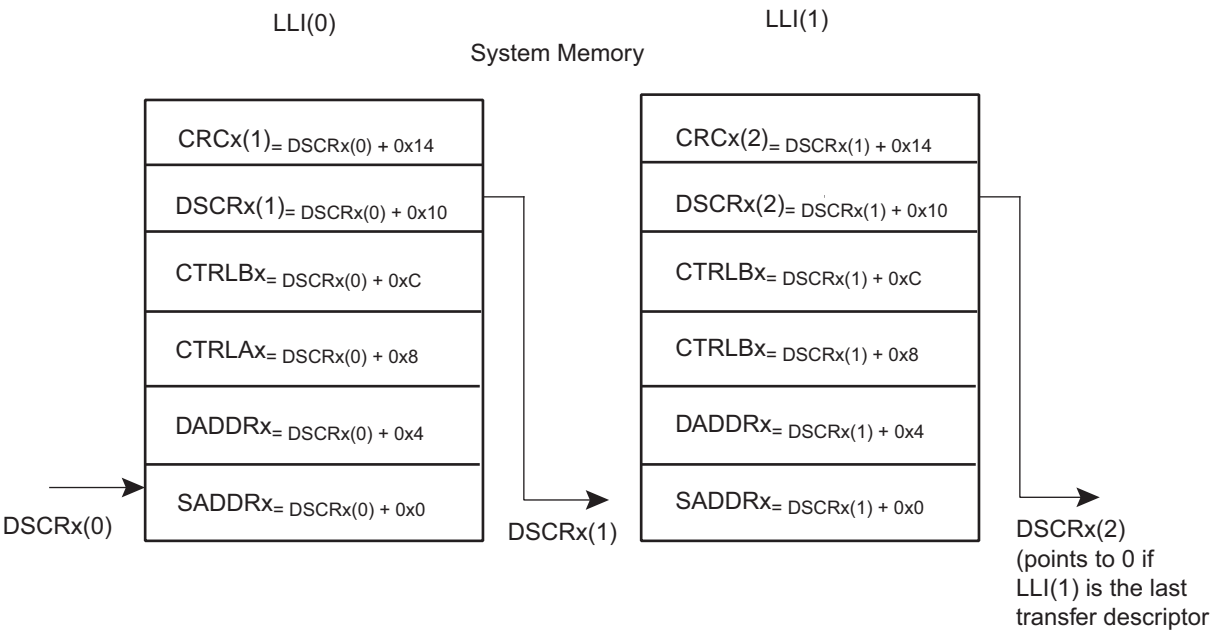 LLI(0)
LLI(1)
System Memory
CRCx(1)= DSCRx(0) + 0x14
DSCRx(1)= DSCRx(0) + 0x10
CTRLBx= DSCRx(0) + 0xC
CTRLAx= DSCRx(0) + 0x8
DADDRx= DSCRx(0) + 0x4
SADDRx= DSCRx(0) + 0x0
DSCRx(0)
DSCRx(1)
CRCx(2)= DSCRx(1) + 0x14
DSCRx(2)= DSCRx(1) + 0x10
CTRLBx= DSCRx(1) + 0xC
CTRLBx= DSCRx(1) + 0x8
DADDRx= DSCRx(1) + 0x4
SADDRx= DSCRx(1) + 0x0
DSCRx(2)
(points to 0 if
LLI(1) is the last
transfer descriptor